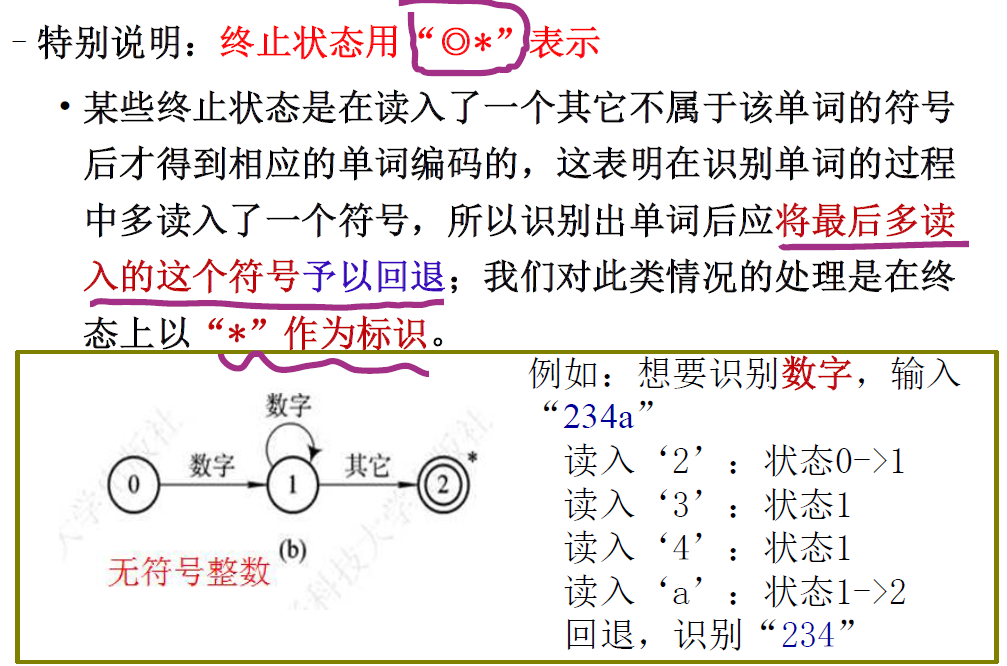 - 特别说明：终止状态用“◎*”表示
• 某些终止状态是在读入了一个其它不属于该单词的符号
后才得到相应的单词编码的，这表明在识别单词的过程
中多读入了一个符号，所以识别出单词后应将最后多读
入的这个符号予以回退；我们对此类情况的处理是在终
态上以“*”作为标识。
数字
0 数字 1 其它 2 *
(b)
无符号整数
例如：想要识别数字，输入
“234a”
读入‘2’：状态0->1
读入‘3’：状态1
读入‘4’：状态1
读入‘a’：状态1->2
回退，识别“234”